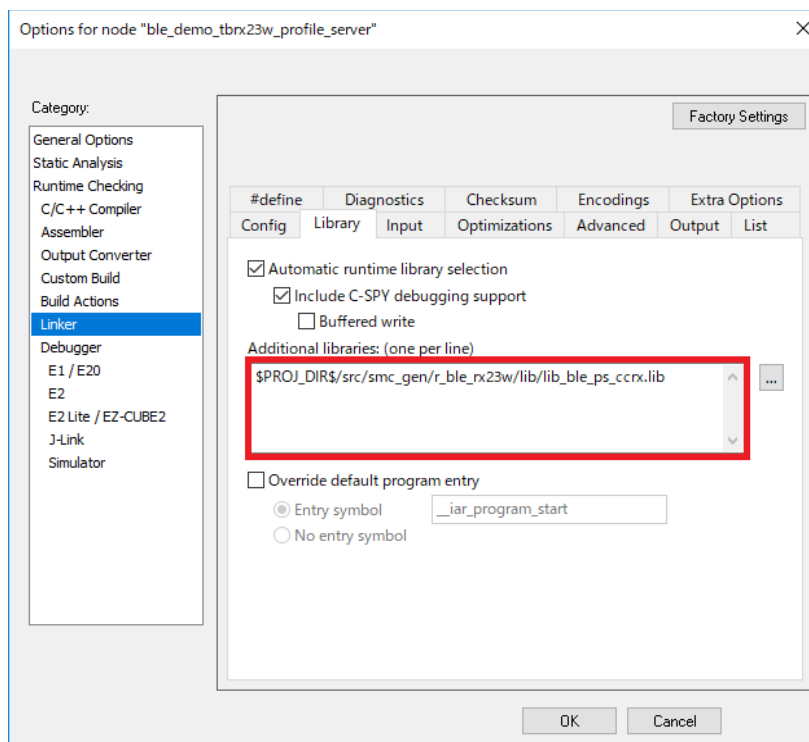 Options for node "ble_demo_tbrx23w_profile_server"
Category:
General Options
Static Analysis
Runtime Checking
C/C++ Compiler
Assembler
Output Converter
Custom Build
Build Actions
Linker
Debugger
E1 / E20
E2
E2 Lite / EZ-CUBE2
J-Link
Simulator
Factory Settings
#define Diagnostics Checksum Encodings Extra Options
Config Library Input Optimizations Advanced Output List
Automatic runtime library selection
Include C-SPY debugging support
Buffered write
Additional libraries: (one per line)
$PROJ_DIR$/src/smc_gen/r_ble_rx23w/lib/lib_ble_ps_ccrx.lib
...
Override default program entry
Entry symbol __iar_program_start
No entry symbol
OK Cancel